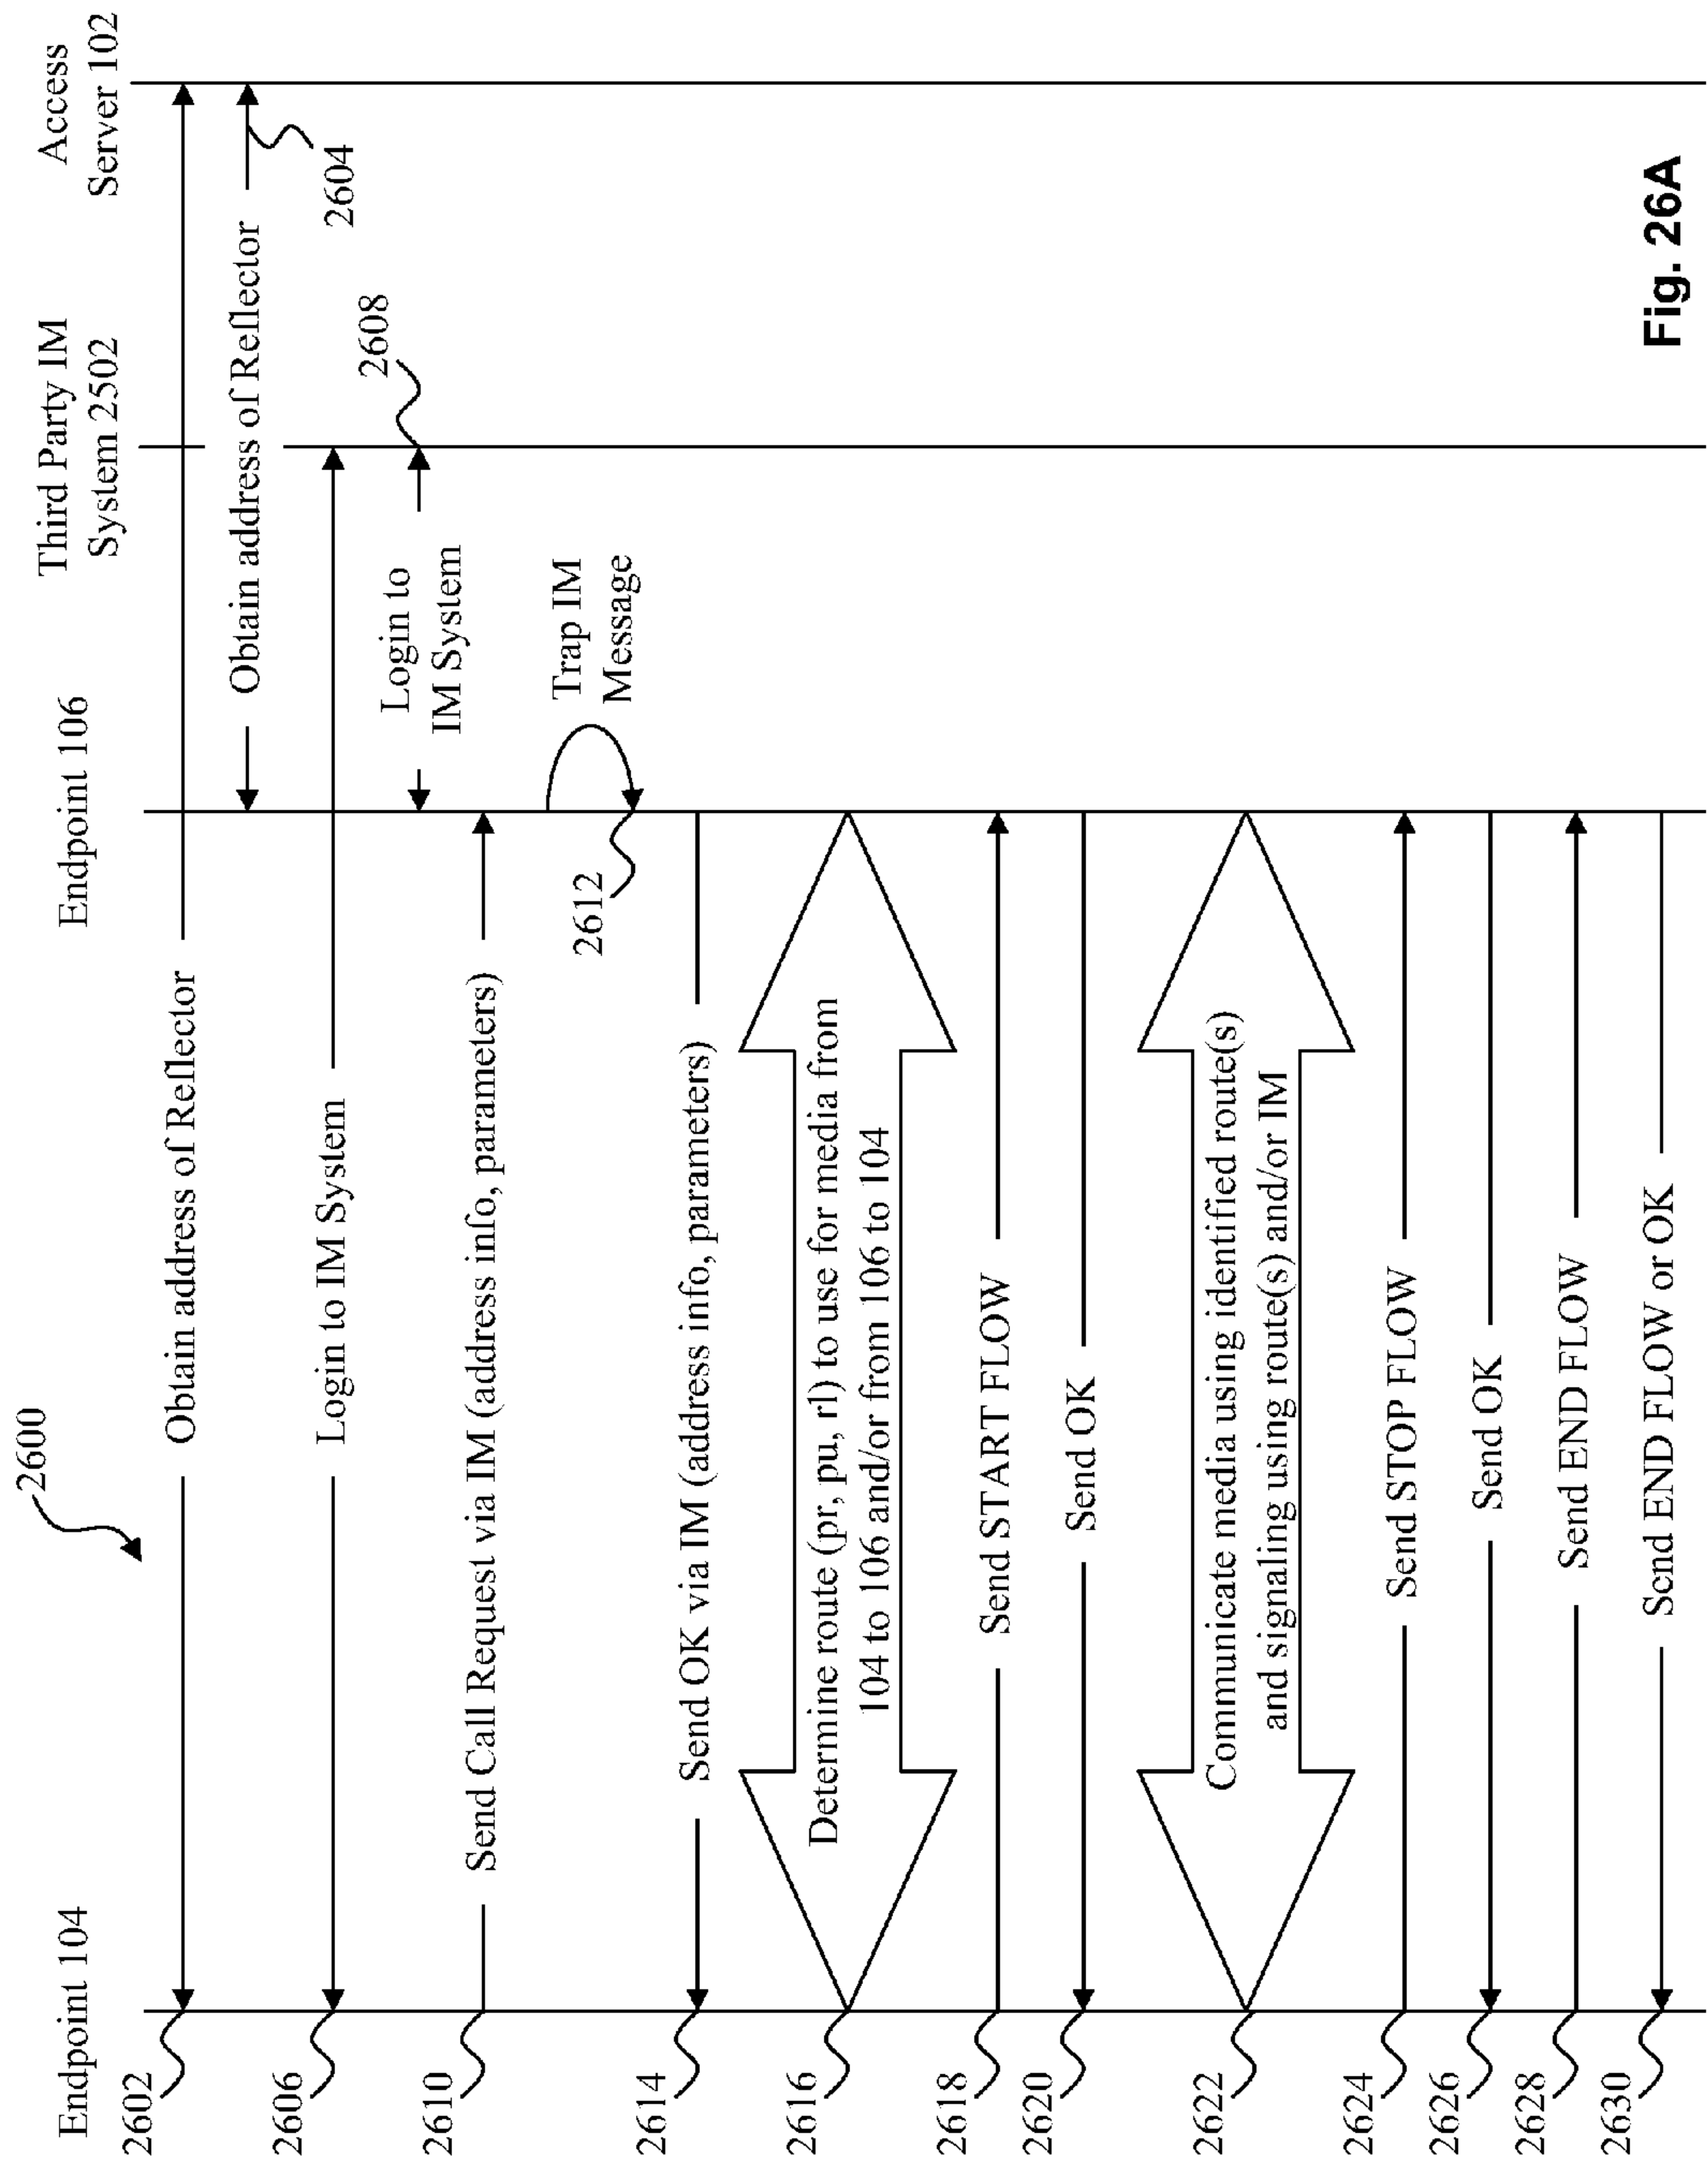 2600
Endpoint 104
Endpoint 106
Third Party IM
System 2502
Access
Server 102
2602
Obtain address of Reflector
Obtain address of Reflector
2604
2606
Login to IM System
Login to
IM System
2608
2610
Send Call Request via IM (address info, parameters)
Trap IM
Message
2612
2614
Send OK via IM (address info, parameters)
2616
Determine route (pr, pu, rl) to use for media from
104 to 106 and/or from 106 to 104
2618
Send START FLOW
2620
Send OK
2622
Communicate media using identified route(s)
and signaling using route(s) and/or IM
2624
Send STOP FLOW
2626
Send OK
2628
Send END FLOW
2630
Send END FLOW or OK
Fig. 26A